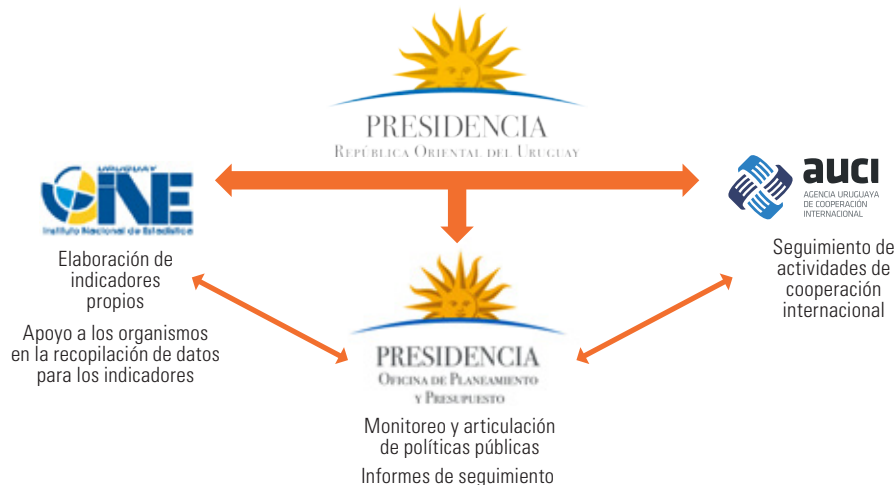 PRESIDENCIA
REPÚBLICA ORIENTAL DEL URUGUAY
URUGUAY
INE
Instituto Nacional de Estadística
Elaboración de
indicadores
propios
Apoyo a los organismos
en la recopilación de datos
para los indicadores
PRESIDENCIA
OFICINA DE PLANEAMIENTO
Y PRESUPUESTO
Monitoreo y articulación
de políticas públicas
Informes de seguimiento
auci
AGENCIA URUGUAYA
DE COOPERACIÓN
INTERNACIONAL
Seguimiento de
actividades de
cooperación
internacional